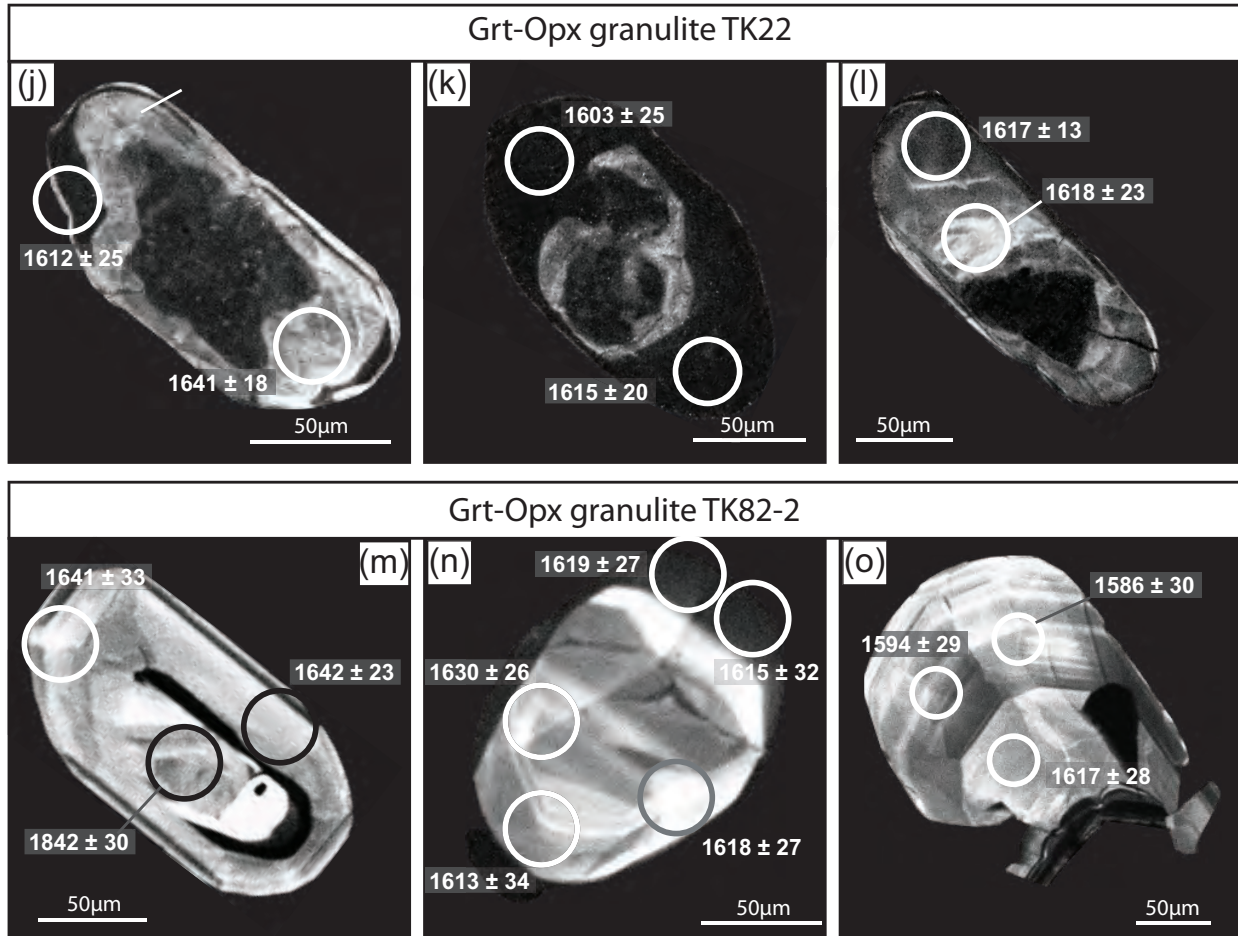 Grt-Opx granulite TK22
(j)
1612 ± 25
1641 ± 18
50μm
(k)
1603 ± 25
1615 ± 20
50μm
(l)
1617 ± 13
1618 ± 23
50μm
Grt-Opx granulite TK82-2
(m)
1641 ± 33
1642 ± 23
1842 ± 30
50μm
(n)
1619 ± 27
1615 ± 32
1630 ± 26
1618 ± 27
1613 ± 34
50μm
(o)
1586 ± 30
1594 ± 29
1617 ± 28
50μm